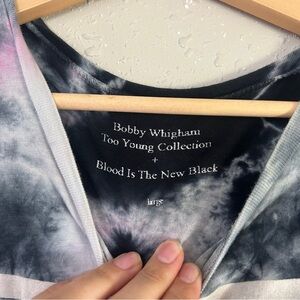 Bobby Whigham
Too Young Collection
+
Blood Is The New Black
large